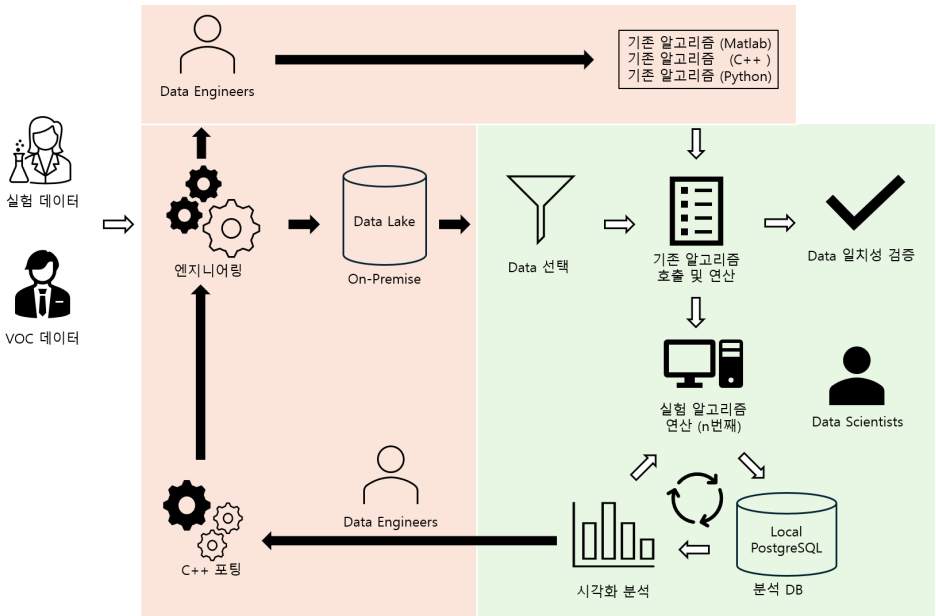 Data Engineers
기존 알고리즘 (Matlab)
기존 알고리즘 (C++ )
기존 알고리즘 (Python)
실험 데이터
VOC 데이터
엔지니어링
Data Lake
On-Premise
Data 선택
기존 알고리즘
호출 및 연산
Data 일치성 검증
실험 알고리즘
연산 (n번째)
Data Scientists
Data Engineers
C++ 포팅
시각화 분석
Local
PostgreSQL
분석 DB